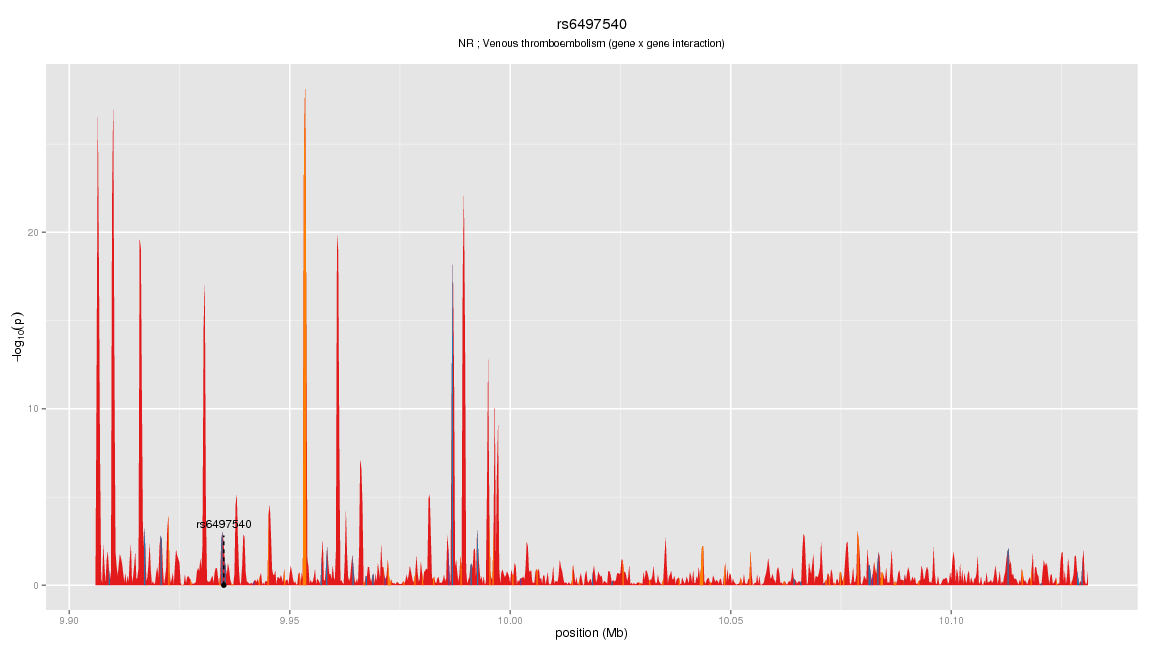 rs6497540
NR ; Venous thromboembolism (gene x gene interaction)
−log10(p)
20
10
0
rs6497540
9.90
9.95
10.00
10.05
10.10
position (Mb)